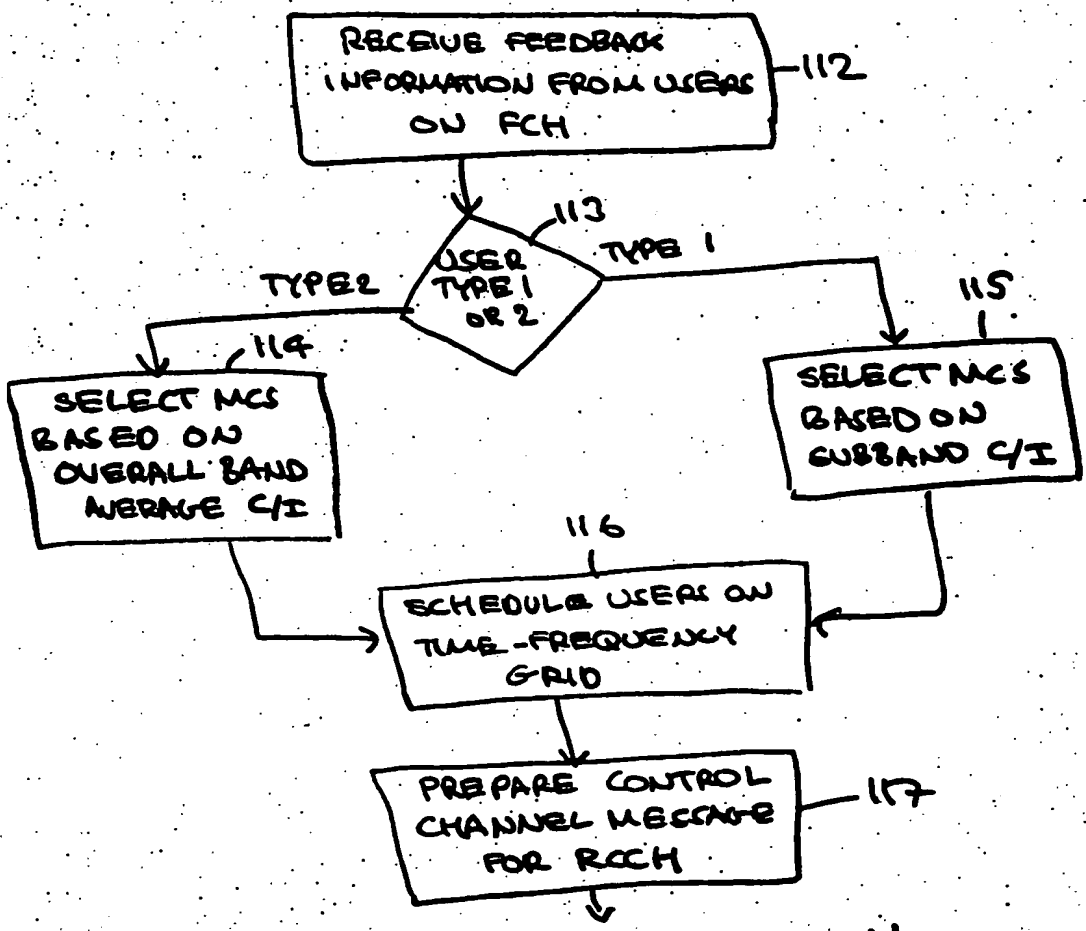 RECEIVE FEEDBACK
INFORMATION FROM USERS
ON FCH
112
113
USER
TYPE 1
OR 2
TYPE 1
TYPE2
115
114
SELECT MCS
BASED ON
OVERALL BAND
AVERAGE C/I
SELECT MCS
BASED ON
SUBBAND C/I
116
SCHEDULE USERS ON
TIME-FREQUENCY
GRID
PREPARE CONTROL
CHANNEL MESSAGE
FOR RCCH
117